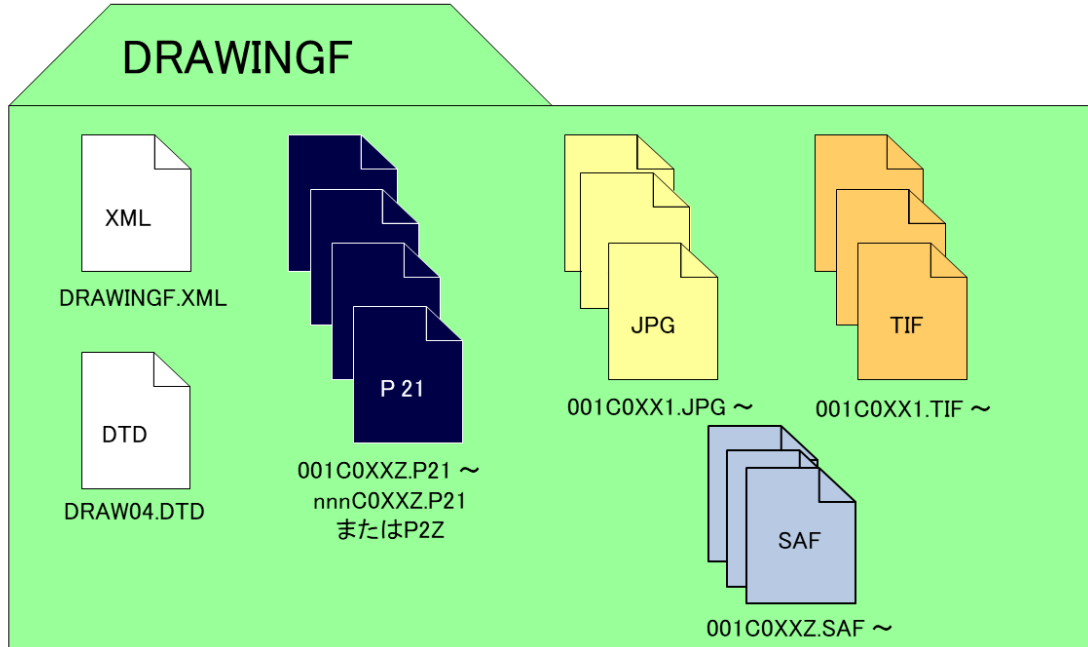 DRAWINGF
XML
DRAWINGF.XML
DTD
DRAW04.DTD
P 21
001C0XXZ.P21 ～
nnnC0XXZ.P21
またはP2Z
JPG
001C0XX1.JPG ～
TIF
001C0XX1.TIF ～
SAF
001C0XXZ.SAF ～